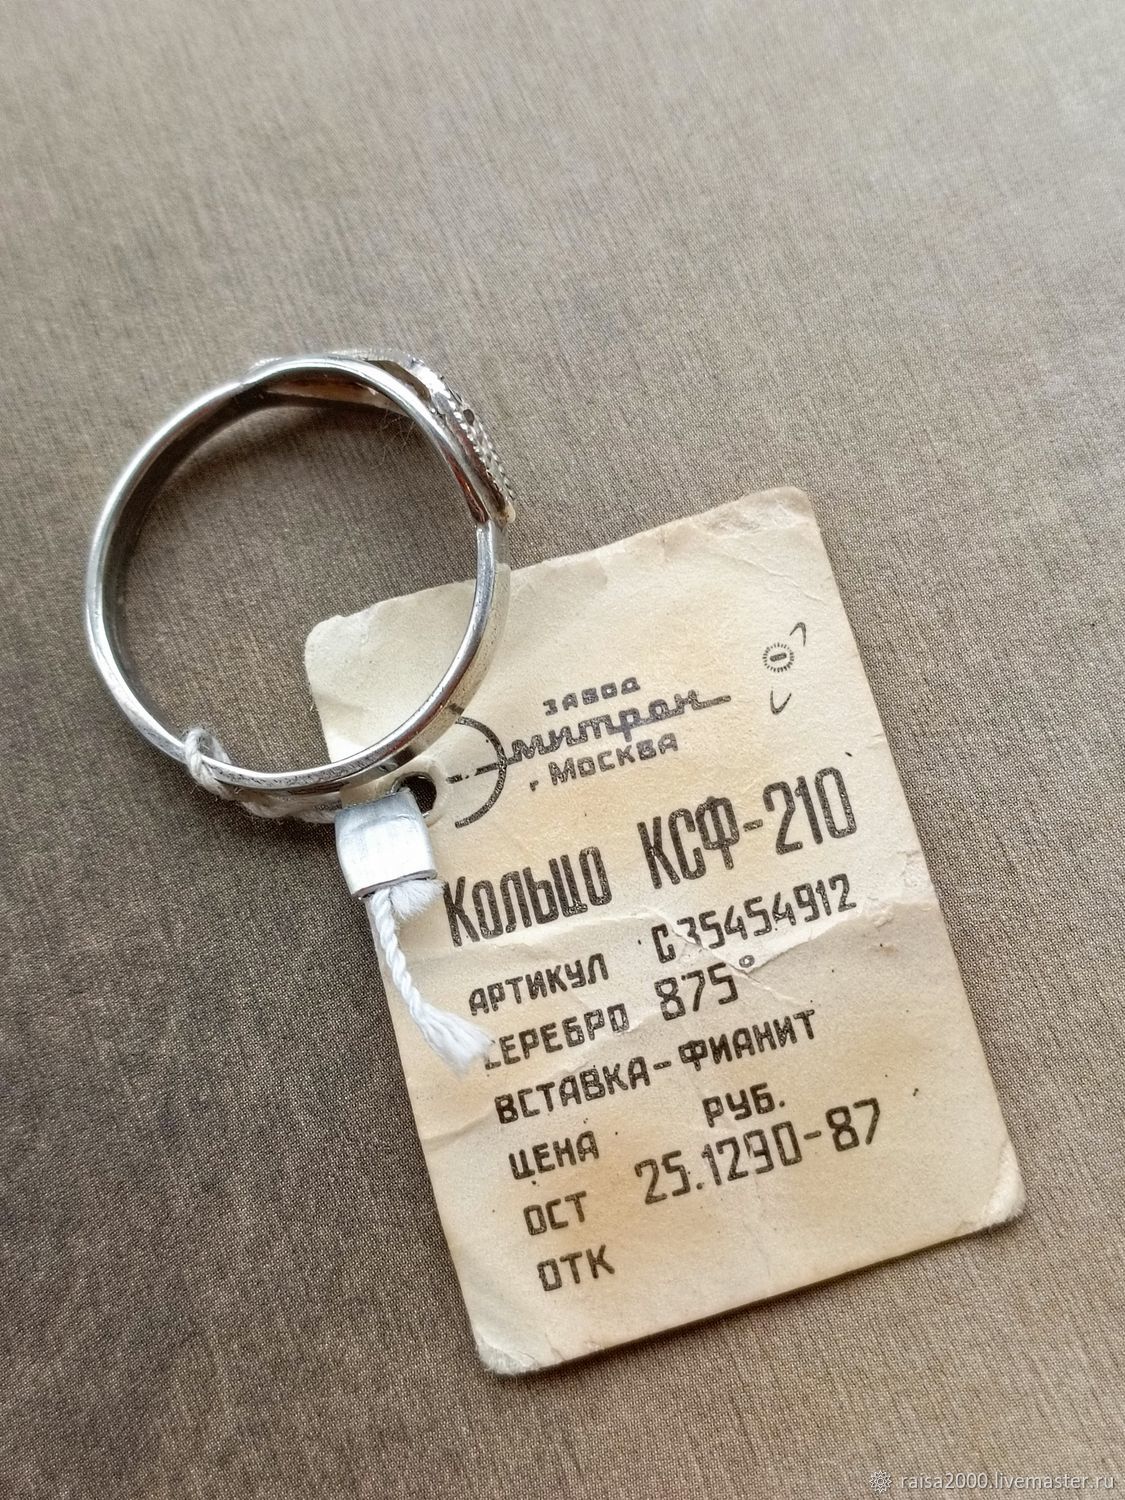 завод
Эмитрон
г. Москва
Кольцо КСФ-210
АРТИКУЛ С35454912
СЕРЕБРО 875°
ВСТАВКА-ФИАНИТ
ЦЕНА РУБ.
ОСТ 25.1290-87
ОТК
raisa2000.livemaster.ru